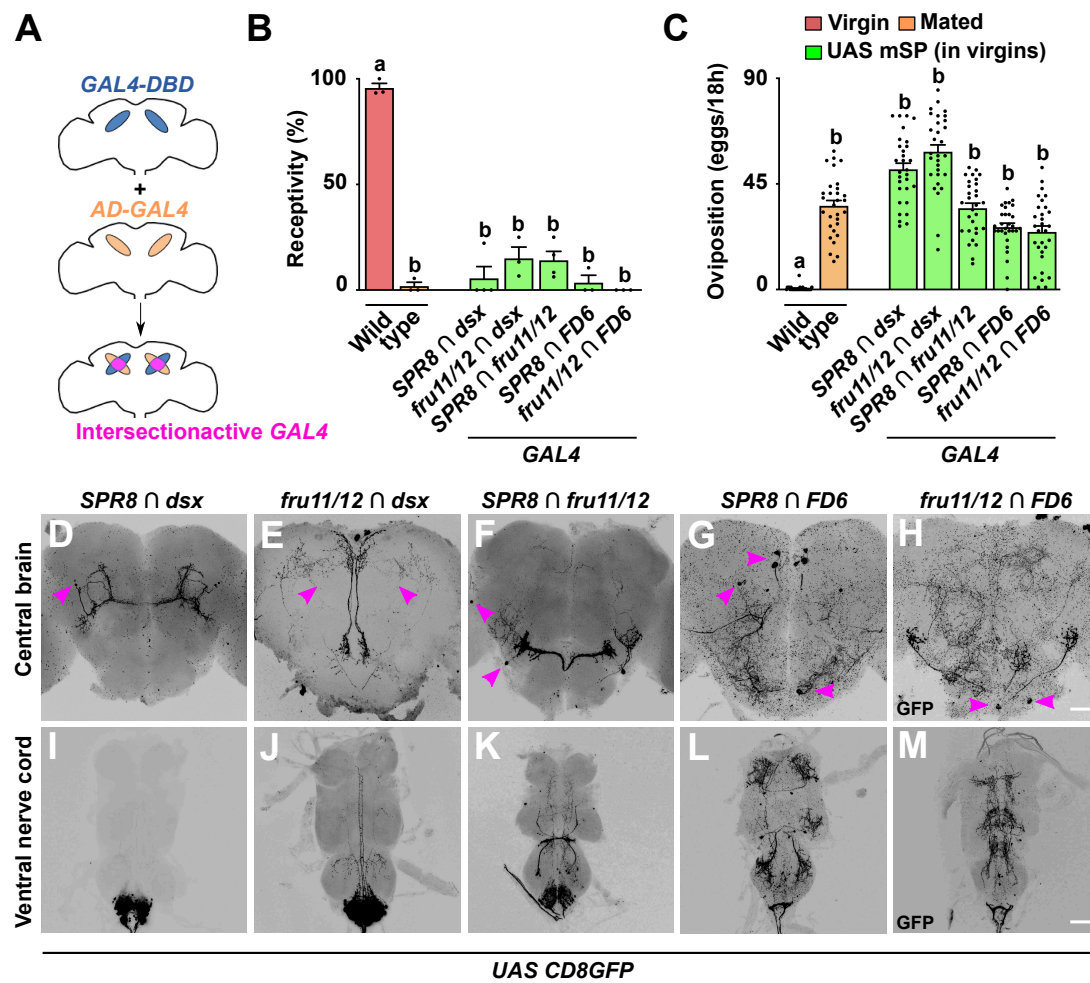 A
GAL4-DBD
+
AD-GAL4
Intersectionactive GAL4
B
Receptivity (%)
100
50
0
a
b
b
b
b
b
b
Wild type
SPR8 ∩ dsx
fru11/12 ∩ dsx
SPR8 ∩ fru11/12
SPR8 ∩ FD6
fru11/12 ∩ FD6
GAL4
C
Virgin
Mated
UAS mSP (in virgins)
Oviposition (eggs/18h)
90
45
0
a
b
b
b
b
b
b
Wild type
SPR8 ∩ dsx
fru11/12 ∩ dsx
SPR8 ∩ fru11/12
SPR8 ∩ FD6
fru11/12 ∩ FD6
GAL4
SPR8 ∩ dsx
fru11/12 ∩ dsx
SPR8 ∩ fru11/12
SPR8 ∩ FD6
fru11/12 ∩ FD6
Central brain
D
E
F
G
H
GFP
Ventral nerve cord
I
J
K
L
M
GFP
UAS CD8GFP